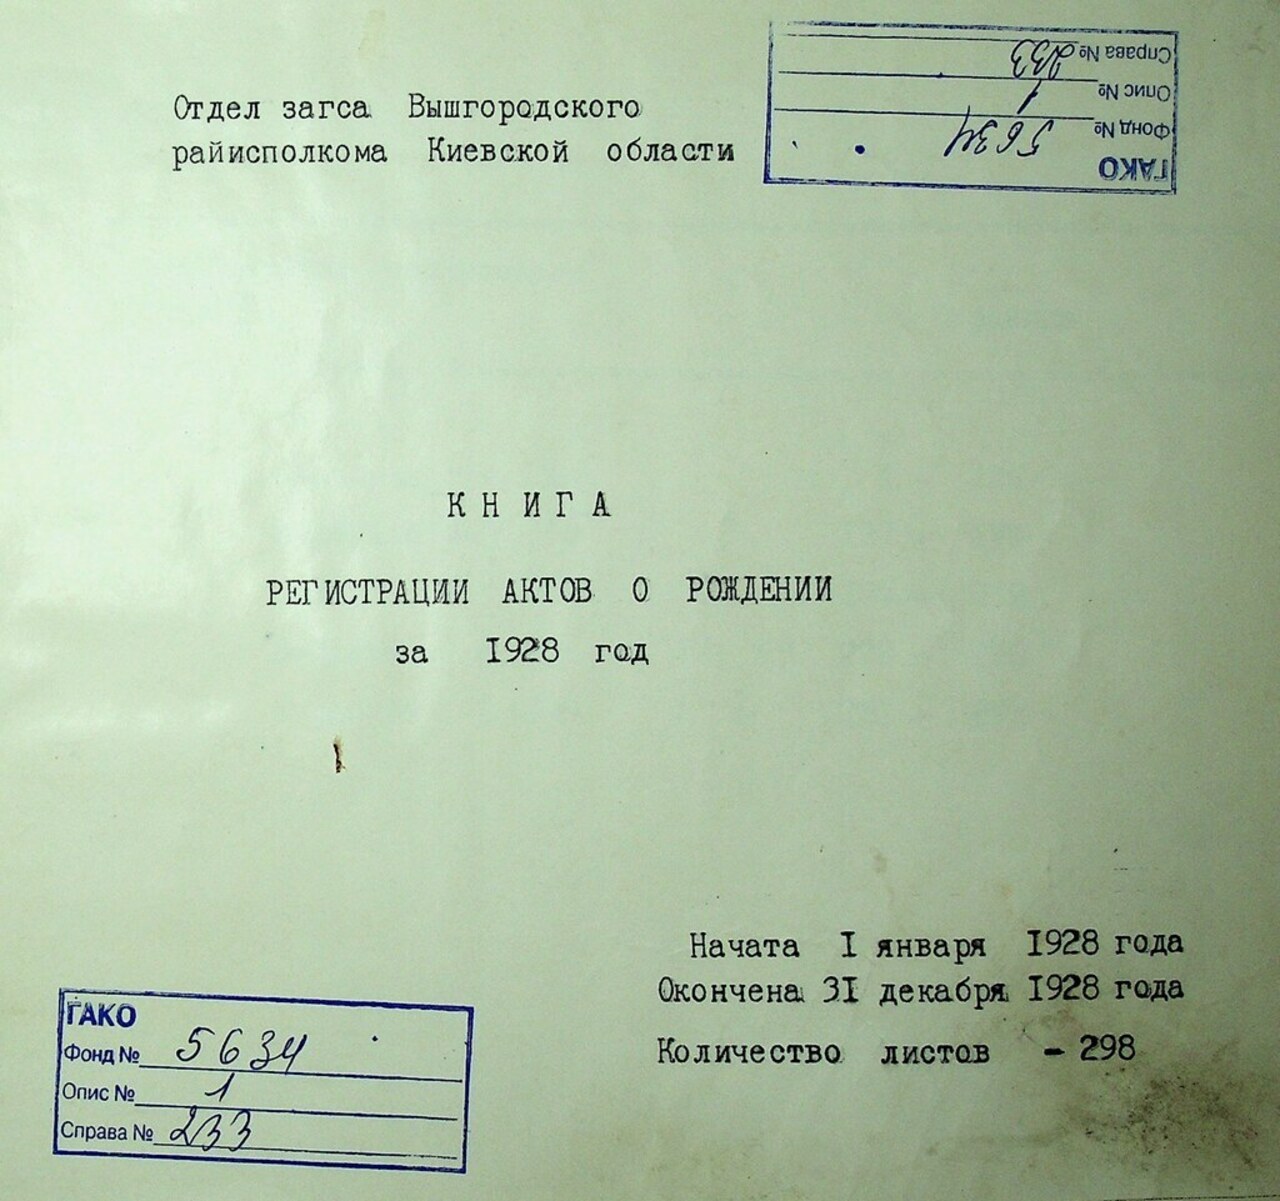 Отдел загса Вышгородского
райисполкома Киевской области
ГАКО
Фонд № 5634
Опис № 1
Справа № 233
К Н И Г А
РЕГИСТРАЦИИ АКТОВ О РОЖДЕНИИ
за 1928 год
Начата I января 1928 года
Окончена 31 декабря 1928 года
Количество листов - 298
ГАКО
Фонд № 5634
Опис № 1
Справа № 233